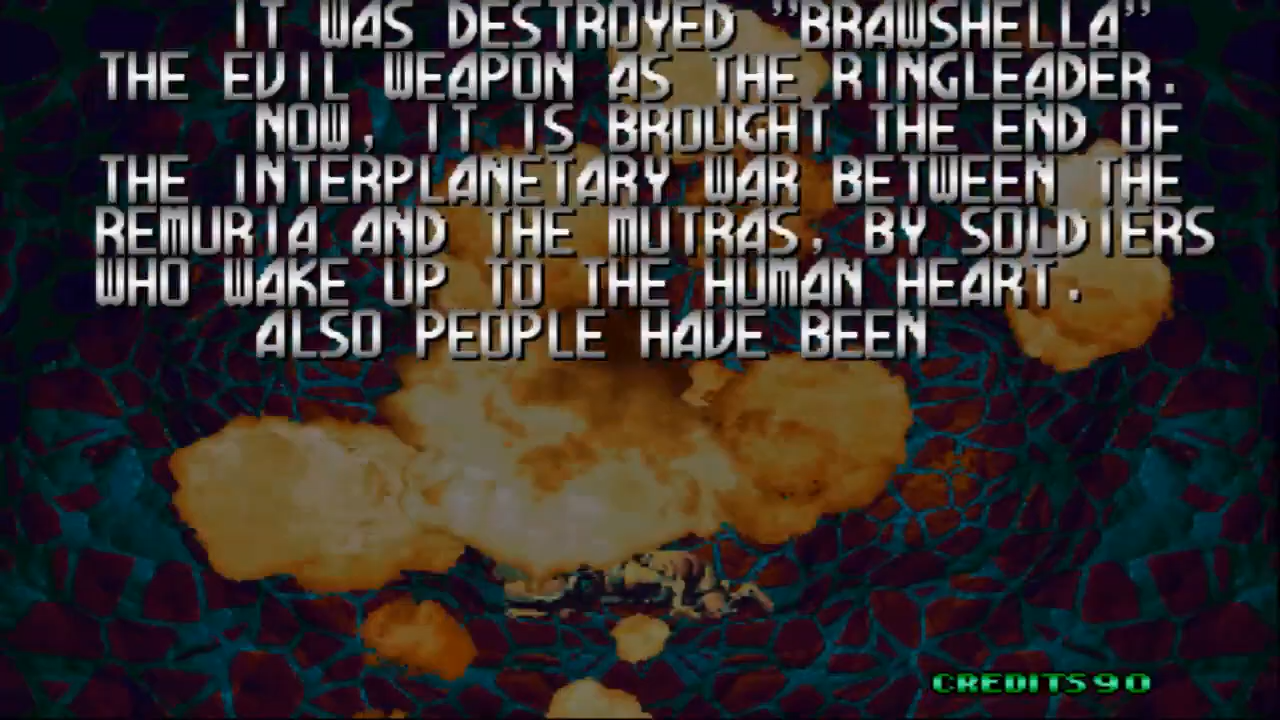 IT WAS DESTROYED "BRAWSHELLA"
THE EVIL WEAPON AS THE RINGLEADER.
NOW, IT IS BROUGHT THE END OF
THE INTERPLANETARY WAR BETWEEN THE
REMURIA AND THE MUTRAS, BY SOLDIERS
WHO WAKE UP TO THE HUMAN HEART.
ALSO PEOPLE HAVE BEEN
CREDITS 90